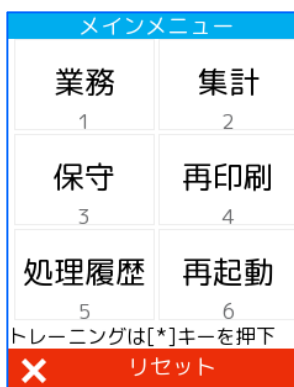 メインメニュー
業務 集計
1 2
保守 再印刷
3 4
処理履歴 再起動
5 6
トレーニングは[*]キーを押下
リセット